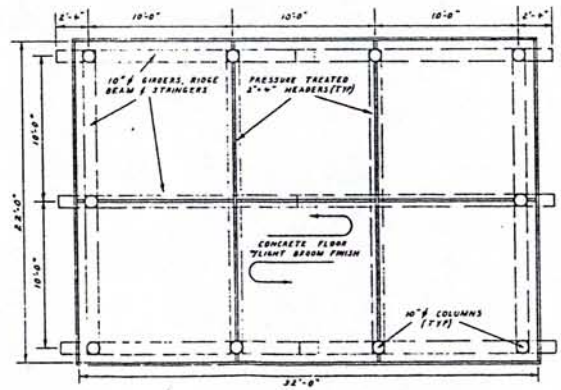 2'-4"
10'-0"
10'-0"
10'-0"
2'-4"
10" ϕ GIRDERS, RIDGE
BEAM & STRINGERS
PRESSURE TREATED
2"x4" HEADERS (TYP)
10'-0"
22'-0"
10'-0"
CONCRETE FLOOR
LIGHT BROOM FINISH
10" ϕ COLUMNS
(TYP)
32'-0"